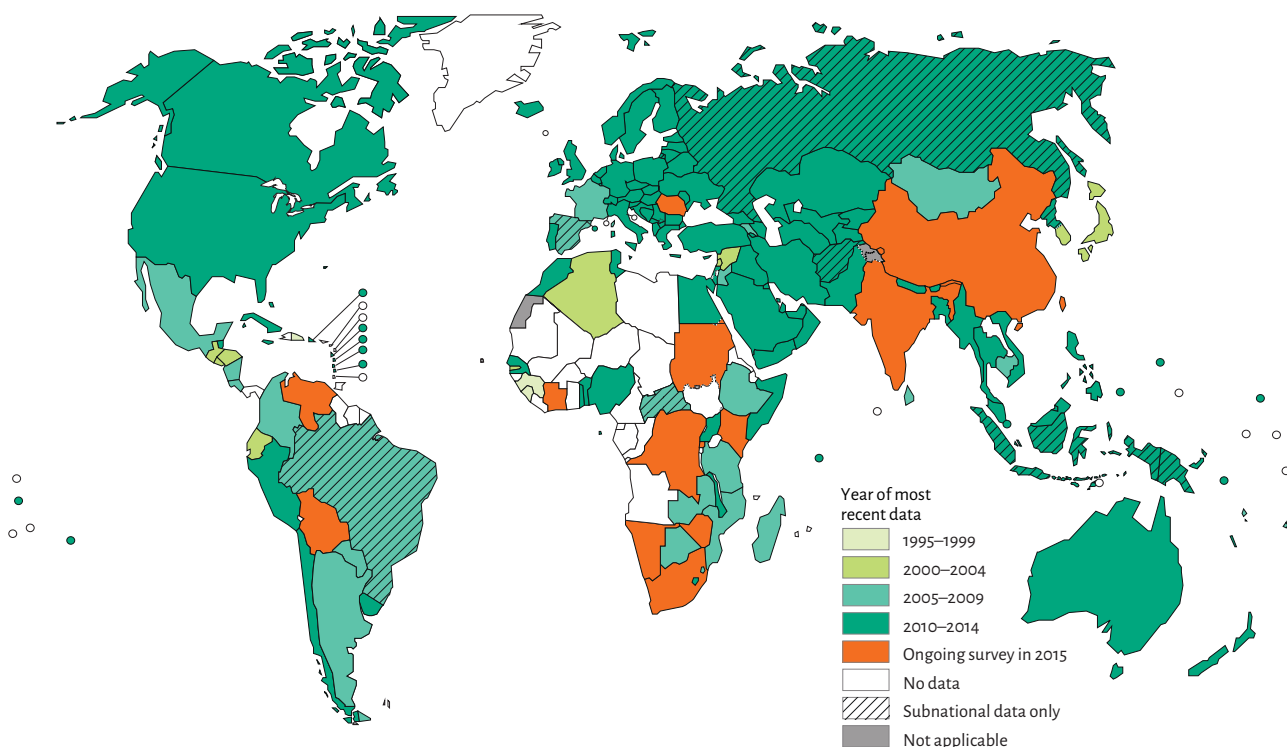 Year of most
recent data
1995–1999
2000–2004
2005–2009
2010–2014
Ongoing survey in 2015
No data
Subnational data only
Not applicable